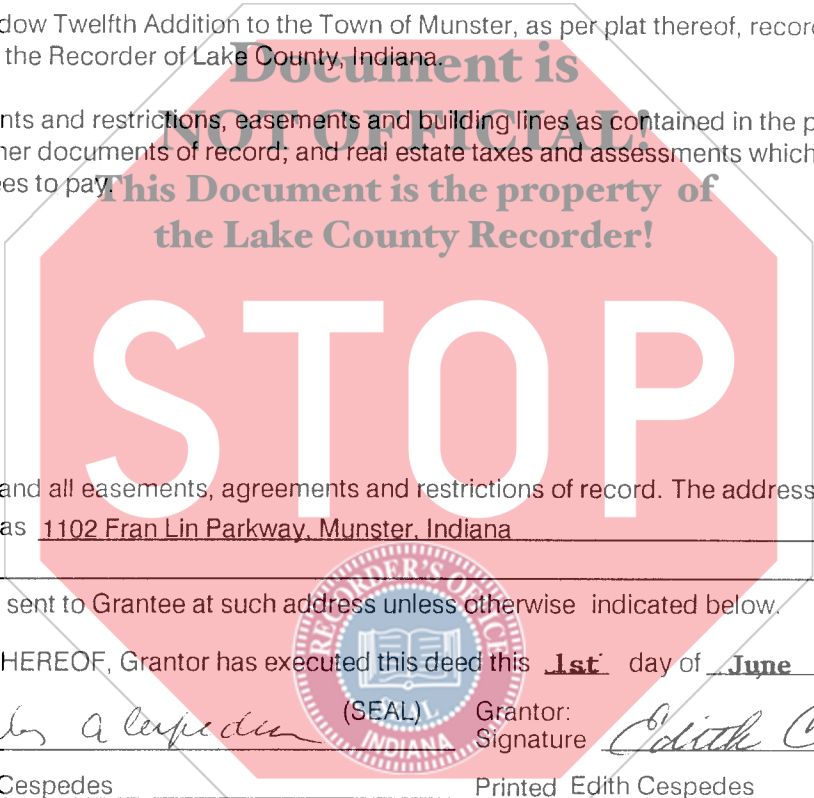 dow Twelfth Addition to the Town of Munster, as per plat thereof, recor
the Recorder of Lake County, Indiana.
Document is
nts and restrictions, easements and building lines as contained in the p
NOT OFFICIAL!
her documents of record; and real estate taxes and assessments which
ees to pay.
This Document is the property of
the Lake County Recorder!
STOP
and all easements, agreements and restrictions of record. The address
as 1102 Fran Lin Parkway, Munster, Indiana
RECORDER'S OFFICE
sent to Grantee at such address unless otherwise indicated below.
HEREOF, Grantor has executed this deed this 1st day of June
SEAL
INDIANA
(SEAL)
Grantor:
Signature Edith C
Cespedes
Printed Edith Cespedes